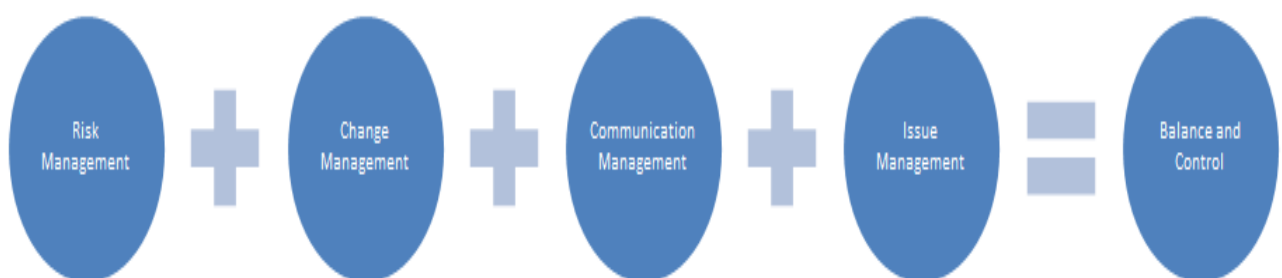 Risk
Management
Change
Management
Communication
Management
Issue
Management
Balance and
Control